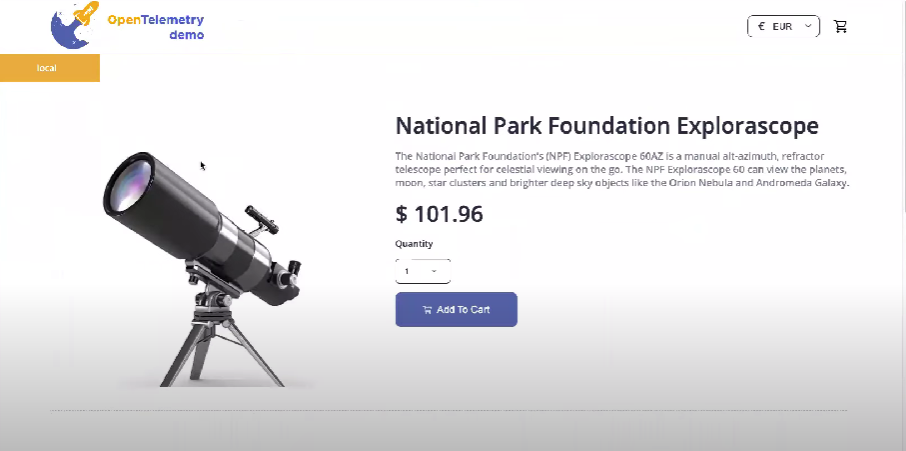 OpenTelemetry
demo
€ EUR
local
National Park Foundation Explorascope
The National Park Foundation's (NPF) Explorascope 60AZ is a manual alt-azimuth, refractor
telescope perfect for celestial viewing on the go. The NPF Explorascope 60 can view the planets,
moon, star clusters and brighter deep sky objects like the Orion Nebula and Andromeda Galaxy.
$ 101.96
Quantity
1
Add To Cart